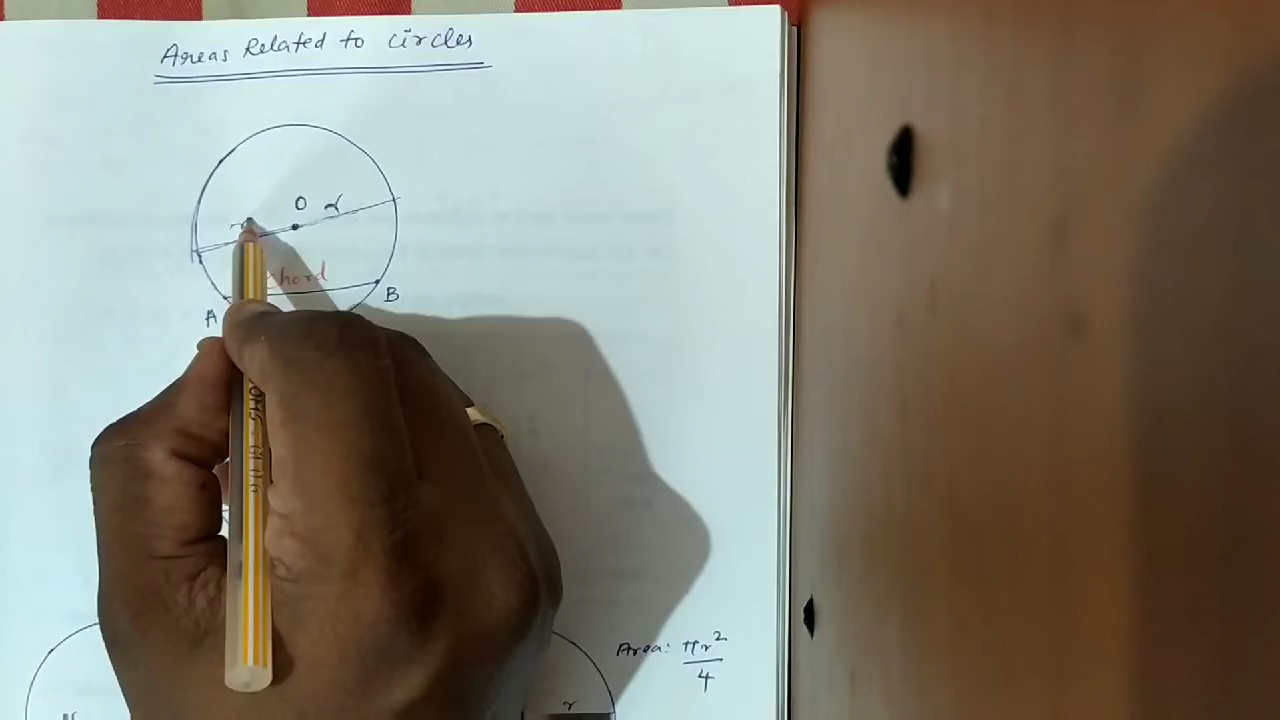 Areas Related to circles
O r
r
chord
B
A
Area: πr²/4
r